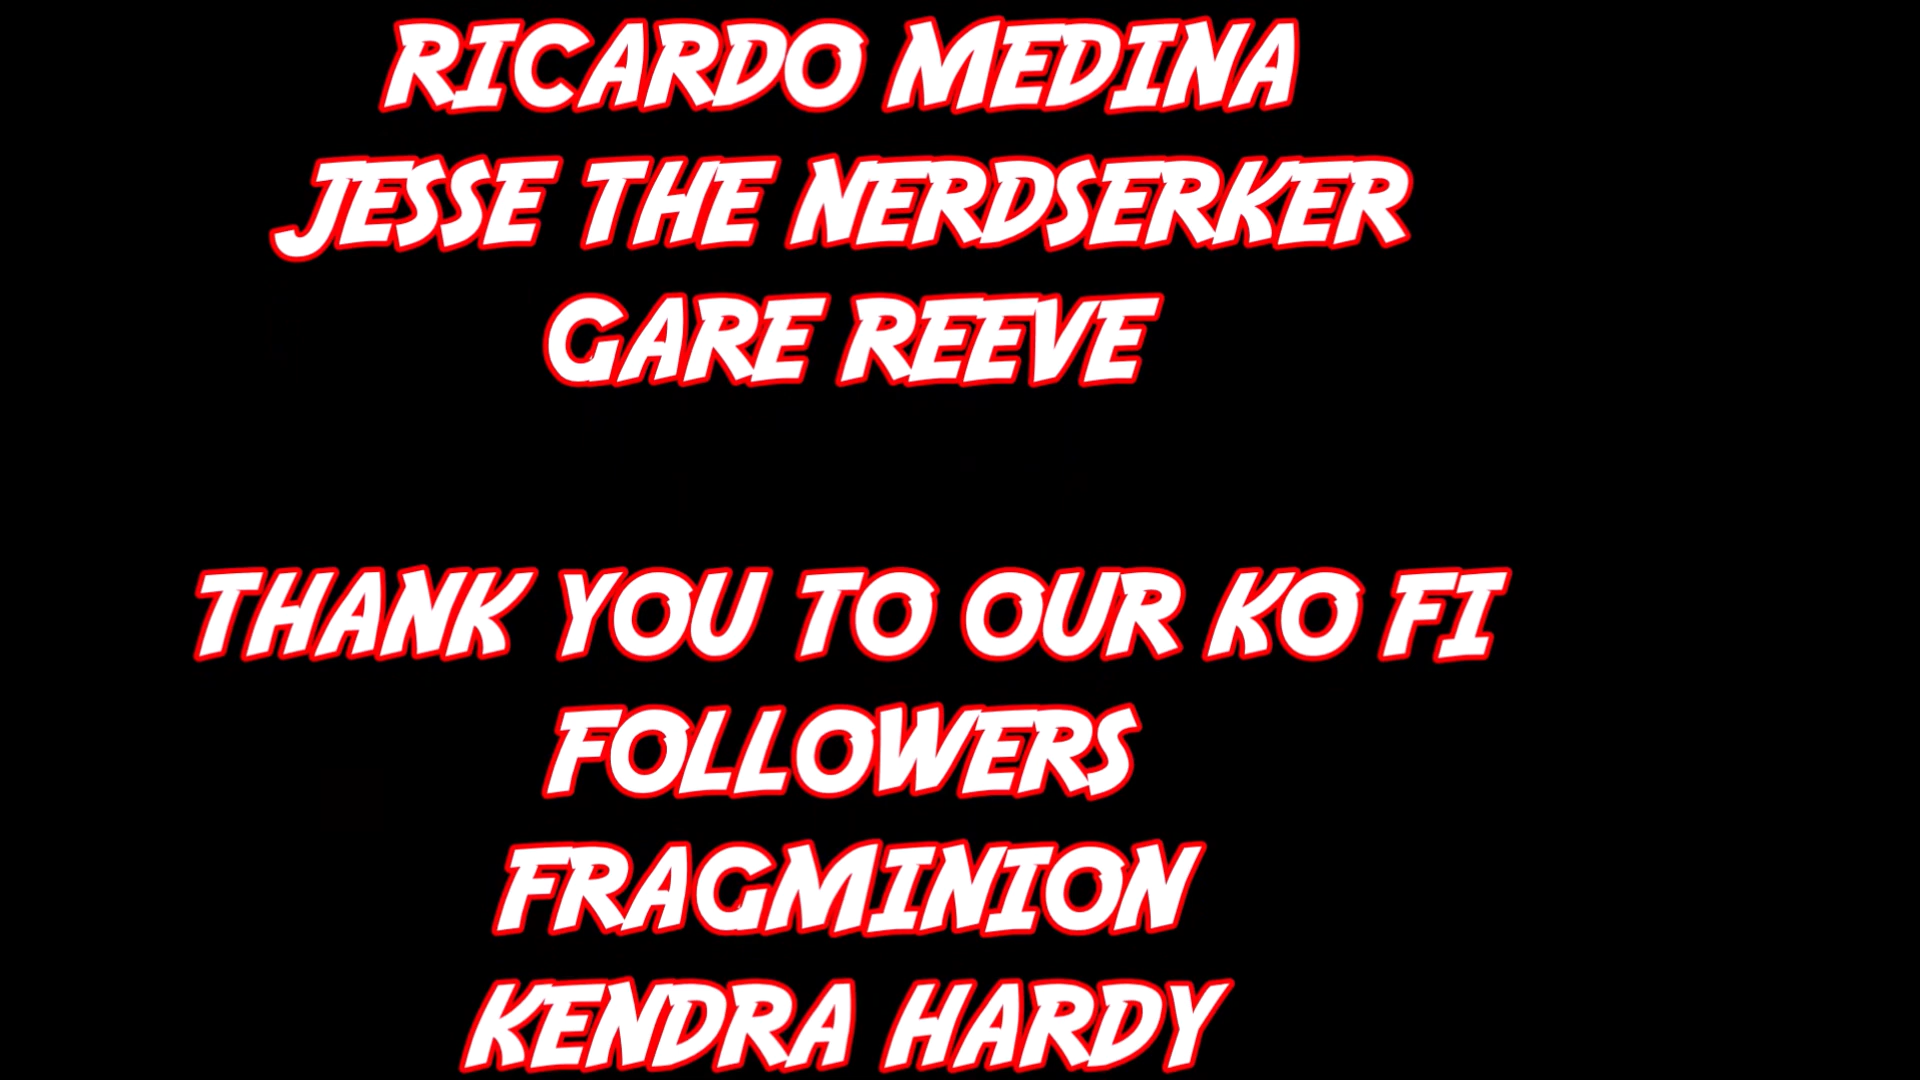 RICARDO MEDINA
JESSE THE NERDSERKER
GARE REEVE
THANK YOU TO OUR KO FI
FOLLOWERS
FRAGMINION
KENDRA HARDY